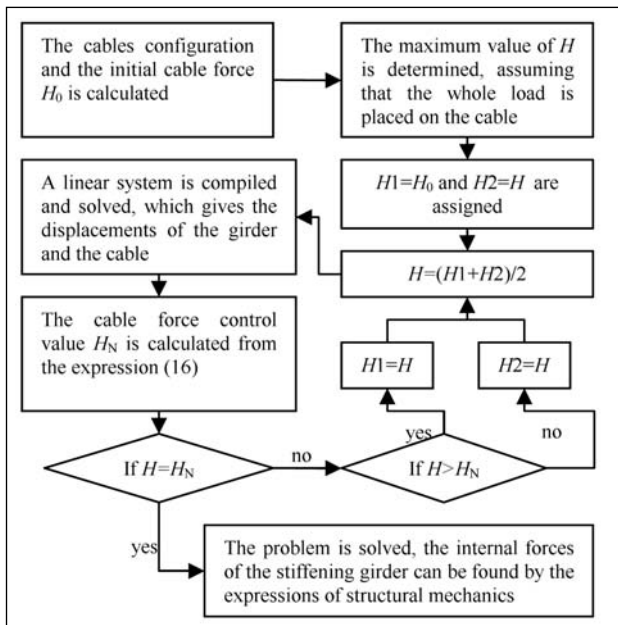 The cables configuration
and the initial cable force
H0 is calculated
The maximum value of H
is determined, assuming
that the whole load is
placed on the cable
H1=H0 and H2=H are
assigned
H=(H1+H2)/2
A linear system is compiled
and solved, which gives the
displacements of the girder
and the cable
The cable force control
value HN is calculated from
the expression (16)
H1=H
H2=H
If H=HN
no
If H>HN
yes
no
yes
The problem is solved, the internal forces
of the stiffening girder can be found by the
expressions of structural mechanics